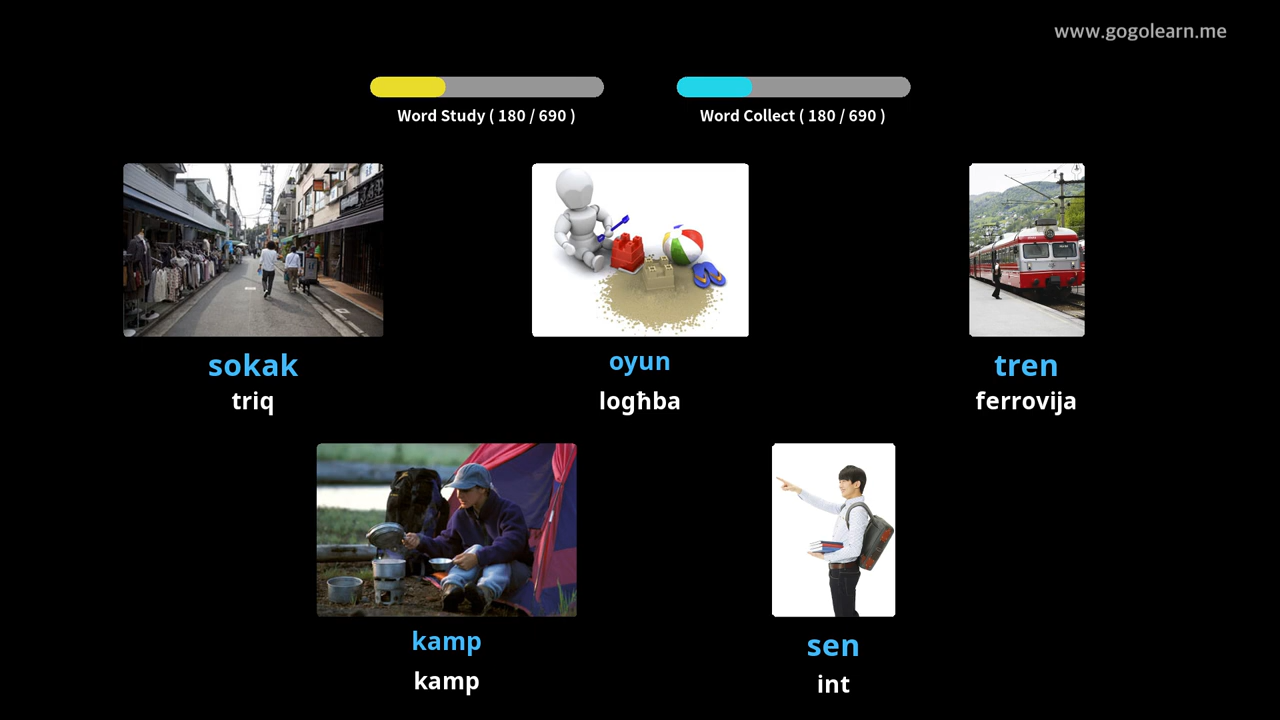 www.gogolearn.me
Word Study ( 180 / 690 )
Word Collect ( 180 / 690 )
sokak
triq
oyun
logħba
tren
ferrovija
kamp
kamp
sen
int